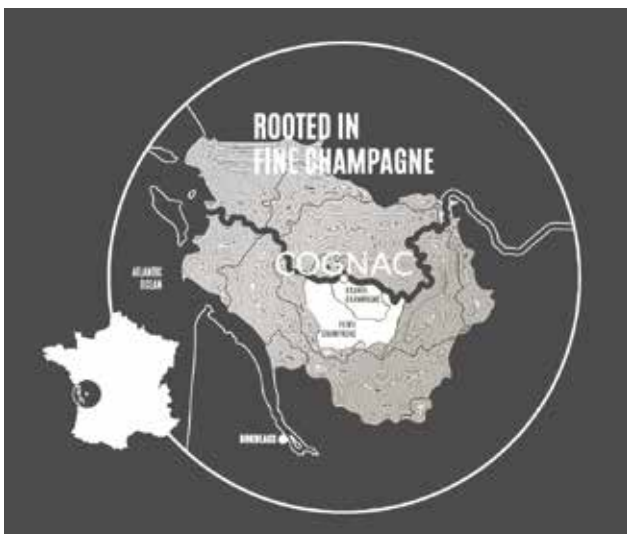 ROOTED IN
FINE CHAMPAGNE
COGNAC
ATLANTIC
OCEAN
GRANDE
CHAMPAGNE
PETITE
CHAMPAGNE
BORDEAUX